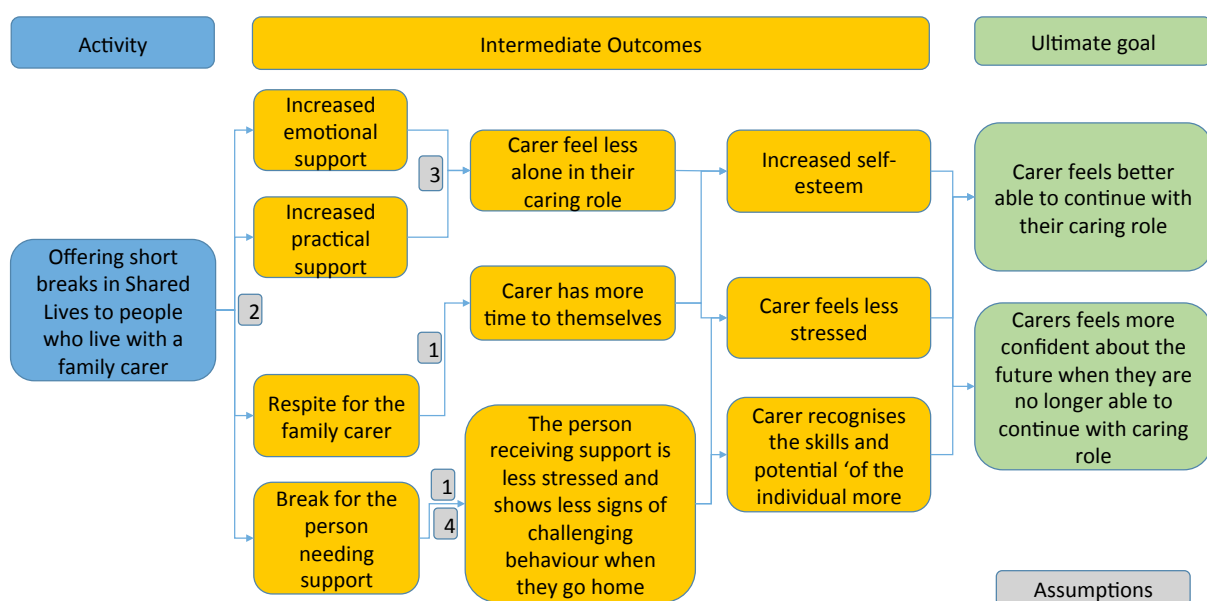 Activity
Intermediate Outcomes
Ultimate goal
Offering short
breaks in Shared
Lives to people
who live with a
family carer
2
Increased
emotional
support
Increased
practical
support
3
Respite for the
family carer
1
Break for the
person
needing
support
1
4
Carer feel less
alone in their
caring role
Carer has more
time to themselves
The person
receiving support is
less stressed and
shows less signs of
challenging
behaviour when
they go home
Increased self-
esteem
Carer feels less
stressed
Carer recognises
the skills and
potential ‘of the
individual more
Carer feels better
able to continue with
their caring role
Carers feels more
confident about the
future when they are
no longer able to
continue with caring
role
Assumptions